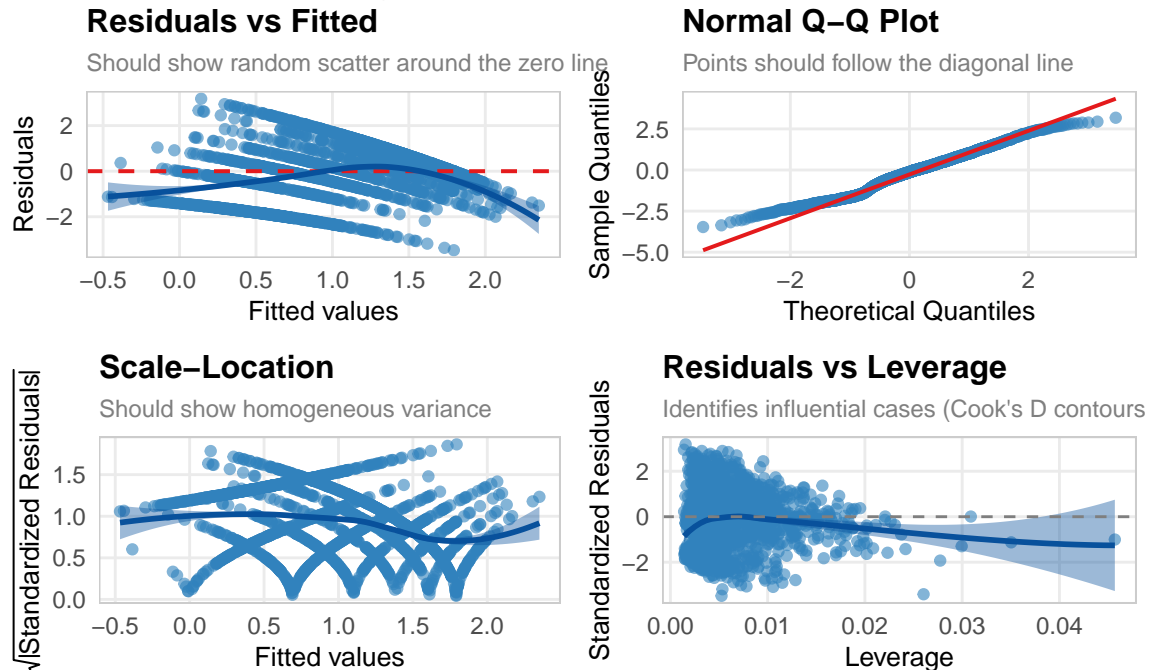 Residuals vs Fitted
Should show random scatter around the zero line
Residuals
2
0
−2
−0.5 0.0 0.5 1.0 1.5 2.0
Fitted values
Normal Q−Q Plot
Points should follow the diagonal line
Sample Quantiles
2.5
0.0
−2.5
−5.0
−2 0 2
Theoretical Quantiles
Scale−Location
Should show homogeneous variance
√|Standardized Residuals|
1.5
1.0
0.5
0.0
−0.5 0.0 0.5 1.0 1.5 2.0
Fitted values
Residuals vs Leverage
Identifies influential cases (Cook's D contours
Standardized Residuals
2
0
−2
0.00 0.01 0.02 0.03 0.04
Leverage